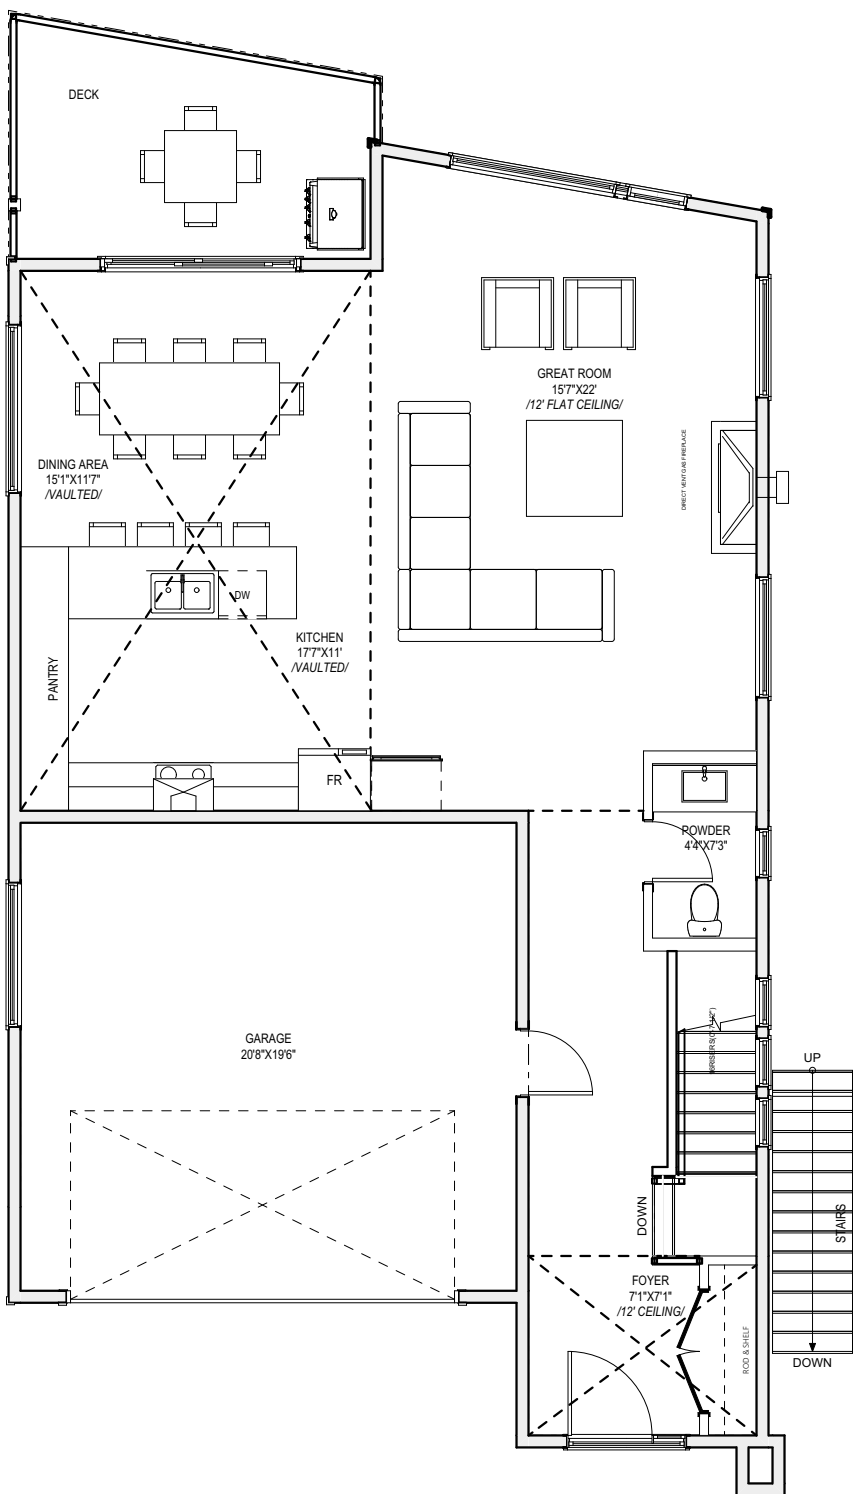 DECK
GREAT ROOM
15'7"X22'
/12' FLAT CEILING/
DIRECT VENT GAS FIREPLACE
DINING AREA
15'1"X11'7"
/VAULTED/
DW
KITCHEN
17'7"X11'
/VAULTED/
PANTRY
FR
POWDER
4'4"X7'3"
GARAGE
20'8"X19'6"
UP
STAIRS
DOWN
DOWN
FOYER
7'1"X7'1"
/12' CEILING/
ROD & SHELF